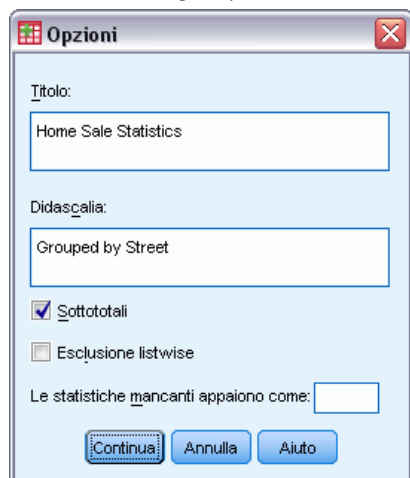 Opzioni
Titolo:
Home Sale Statistics
Didascalia:
Grouped by Street
Sottototali
Esclusione listwise
Le statistiche mancanti appaiono come:
Continua Annulla Aiuto